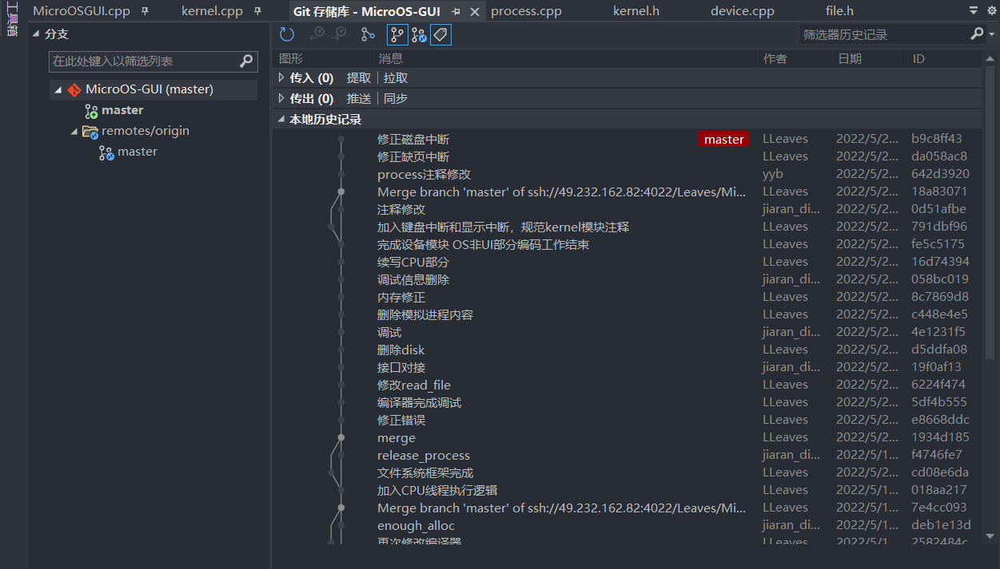 工具箱
MicroOSGUI.cpp kernel.cpp Git 存储库 - MicroOS-GUI process.cpp kernel.h device.cpp file.h
分支
筛选器历史记录
在此处键入以筛选列表
图形 消息 作者 日期 ID
MicroOS-GUI (master)
master
remotes/origin
master
传入 (0) 提取 拉取
传出 (0) 推送 同步
本地历史记录
修正磁盘中断 master LLeaves 2022/5/2... b9c8ff43
修正缺页中断 LLeaves 2022/5/2... da058ac8
process注释修改 yyb 2022/5/2... 642d3920
Merge branch 'master' of ssh://49.232.162.82:4022/Leaves/Mi... LLeaves 2022/5/2... 18a83071
注释修改 jiaran_di... 2022/5/2... 0d51afbe
加入键盘中断和显示中断，规范kernel模块注释 LLeaves 2022/5/2... 791dbf96
完成设备模块 OS非UI部分编码工作结束 LLeaves 2022/5/2... fe5c5175
续写CPU部分 LLeaves 2022/5/2... 16d74394
调试信息删除 jiaran_di... 2022/5/2... 058bc019
内存修正 LLeaves 2022/5/2... 8c7869d8
删除模拟进程内容 LLeaves 2022/5/2... c448e4e5
调试 jiaran_di... 2022/5/2... 4e1231f5
删除disk LLeaves 2022/5/2... d5ddfa08
接口对接 jiaran_di... 2022/5/2... 19f0af13
修改read_file LLeaves 2022/5/2... 6224f474
编译器完成调试 LLeaves 2022/5/2... 5df4b555
修正错误 LLeaves 2022/5/2... e8668ddc
merge LLeaves 2022/5/2... 1934d185
release_process jiaran_di... 2022/5/1... f4746fe7
文件系统框架完成 LLeaves 2022/5/2... cd08e6da
加入CPU线程执行逻辑 LLeaves 2022/5/1... 018aa217
Merge branch 'master' of ssh://49.232.162.82:4022/Leaves/Mi... LLeaves 2022/5/1... 7e4cc093
enough_alloc jiaran_di... 2022/5/1... deb1e13d
再次修改编译器 LLeaves 2022/5/1... 2582484c